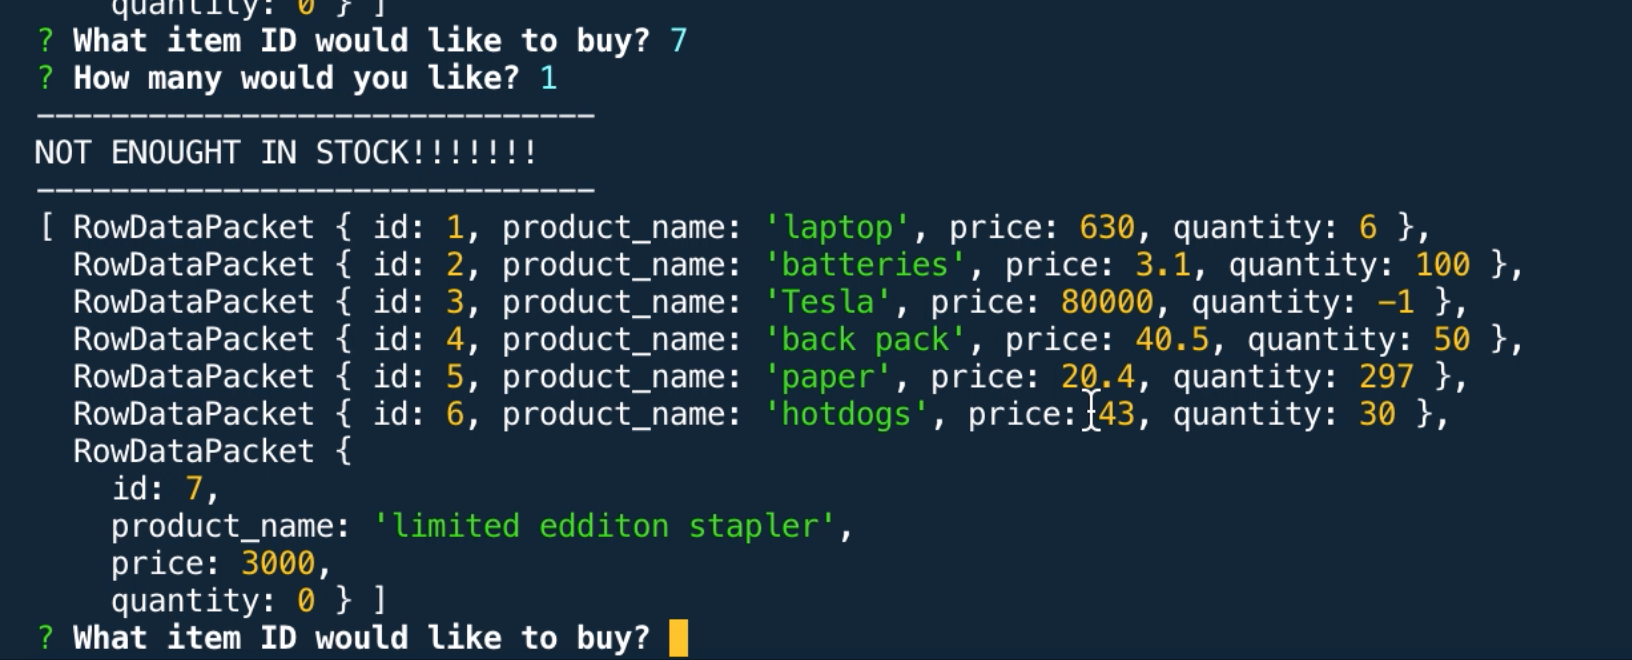 quantity: 0 } ]
? What item ID would like to buy? 7
? How many would you like? 1
------------------------------
NOT ENOUGHT IN STOCK!!!!!!!
------------------------------
[ RowDataPacket { id: 1, product_name: 'laptop', price: 630, quantity: 6 },
RowDataPacket { id: 2, product_name: 'batteries', price: 3.1, quantity: 100 },
RowDataPacket { id: 3, product_name: 'Tesla', price: 80000, quantity: -1 },
RowDataPacket { id: 4, product_name: 'back pack', price: 40.5, quantity: 50 },
RowDataPacket { id: 5, product_name: 'paper', price: 20.4, quantity: 297 },
RowDataPacket { id: 6, product_name: 'hotdogs', price: 43, quantity: 30 },
RowDataPacket {
id: 7,
product_name: 'limited edditon stapler',
price: 3000,
quantity: 0 } ]
? What item ID would like to buy?